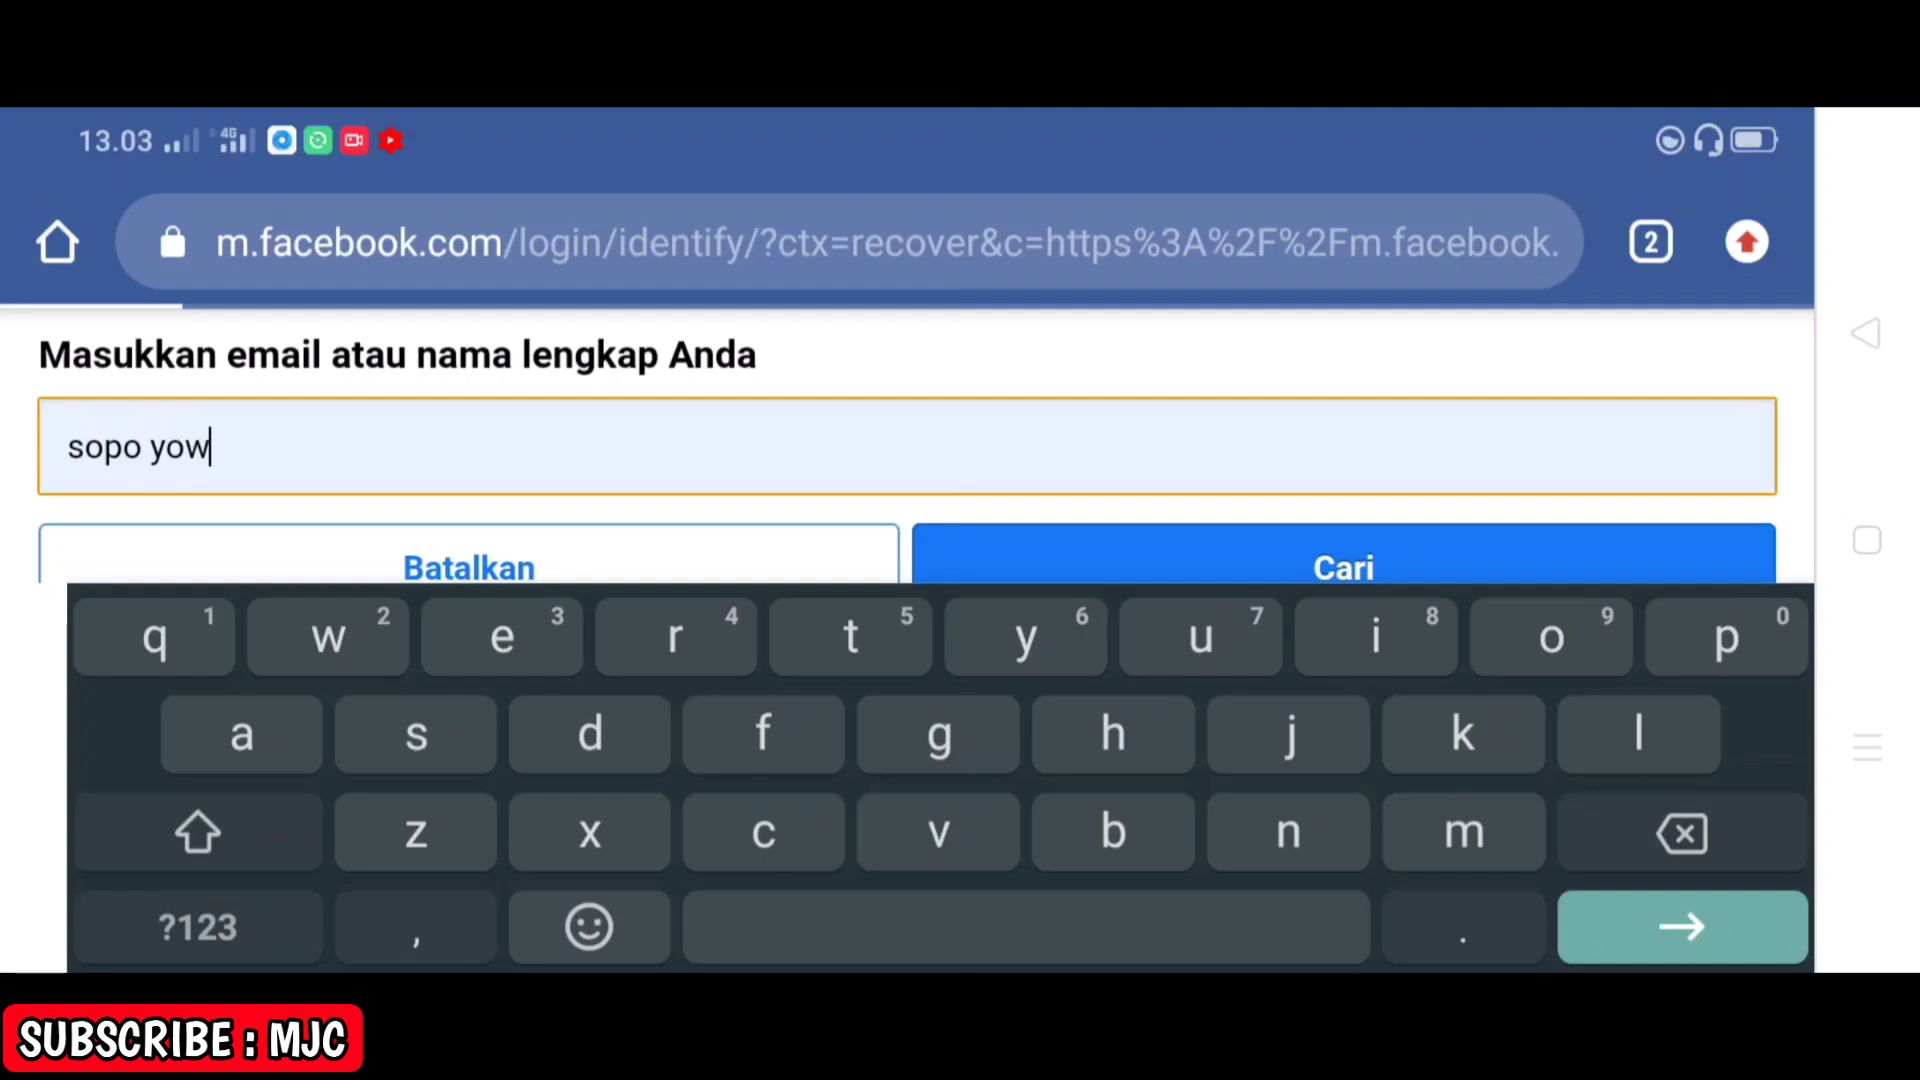 13.03 4G
m.facebook.com/login/identify/?ctx=recover&c=https%3A%2F%2Fm.facebook. 2
Masukkan email atau nama lengkap Anda
sopo yow
Batalkan Cari
q 1 w 2 e 3 r 4 t 5 y 6 u 7 i 8 o 9 p 0
a s d f g h j k l
z x c v b n m
?123 , .
SUBSCRIBE : MJC